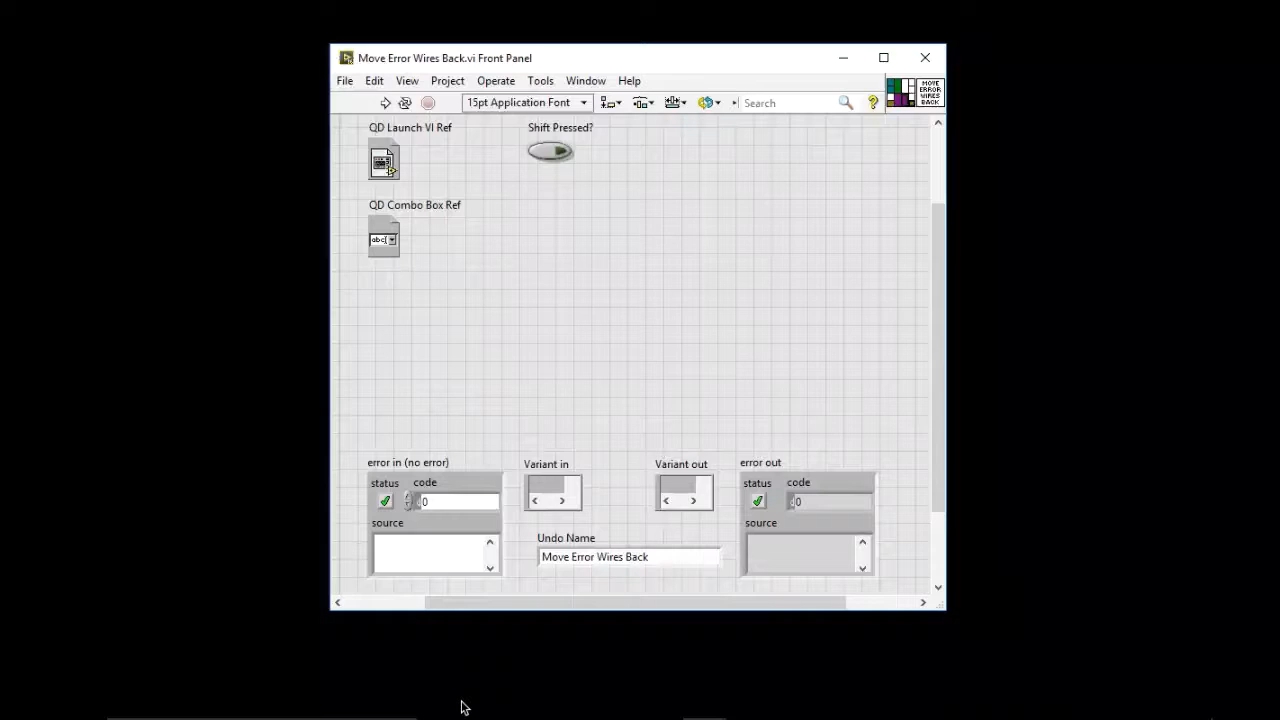 Move Error Wires Back.vi Front Panel
File Edit View Project Operate Tools Window Help
15pt Application Font
Search
?
MOVE
ERROR
WIRES
BACK
QD Launch VI Ref
Shift Pressed?
QD Combo Box Ref
abc
error in (no error)
status
code
0
source
Variant in
Variant out
Undo Name
Move Error Wires Back
error out
status
code
0
source